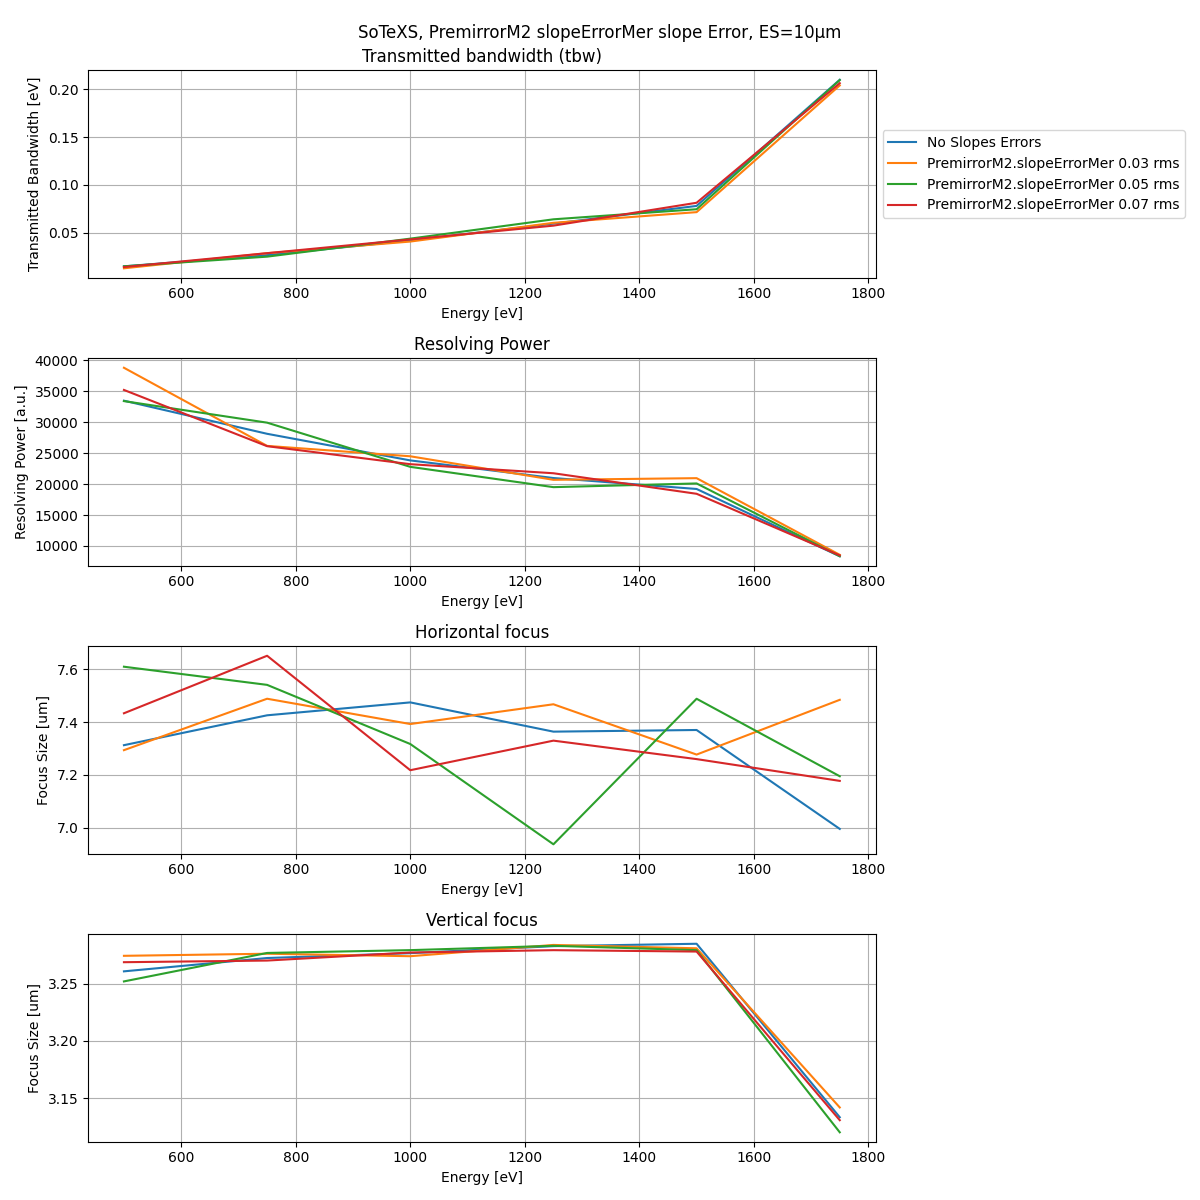 SoTeXS, PremirrorM2 slopeErrorMer slope Error, ES=10μm
Transmitted bandwidth (tbw)
Transmitted Bandwidth [eV]
0.20
0.15
0.10
0.05
600 800 1000 1200 1400 1600 1800
Energy [eV]
No Slopes Errors
PremirrorM2.slopeErrorMer 0.03 rms
PremirrorM2.slopeErrorMer 0.05 rms
PremirrorM2.slopeErrorMer 0.07 rms
Resolving Power
Resolving Power [a.u.]
40000
35000
30000
25000
20000
15000
10000
600 800 1000 1200 1400 1600 1800
Energy [eV]
Horizontal focus
Focus Size [um]
7.6
7.4
7.2
7.0
600 800 1000 1200 1400 1600 1800
Energy [eV]
Vertical focus
Focus Size [um]
3.25
3.20
3.15
600 800 1000 1200 1400 1600 1800
Energy [eV]